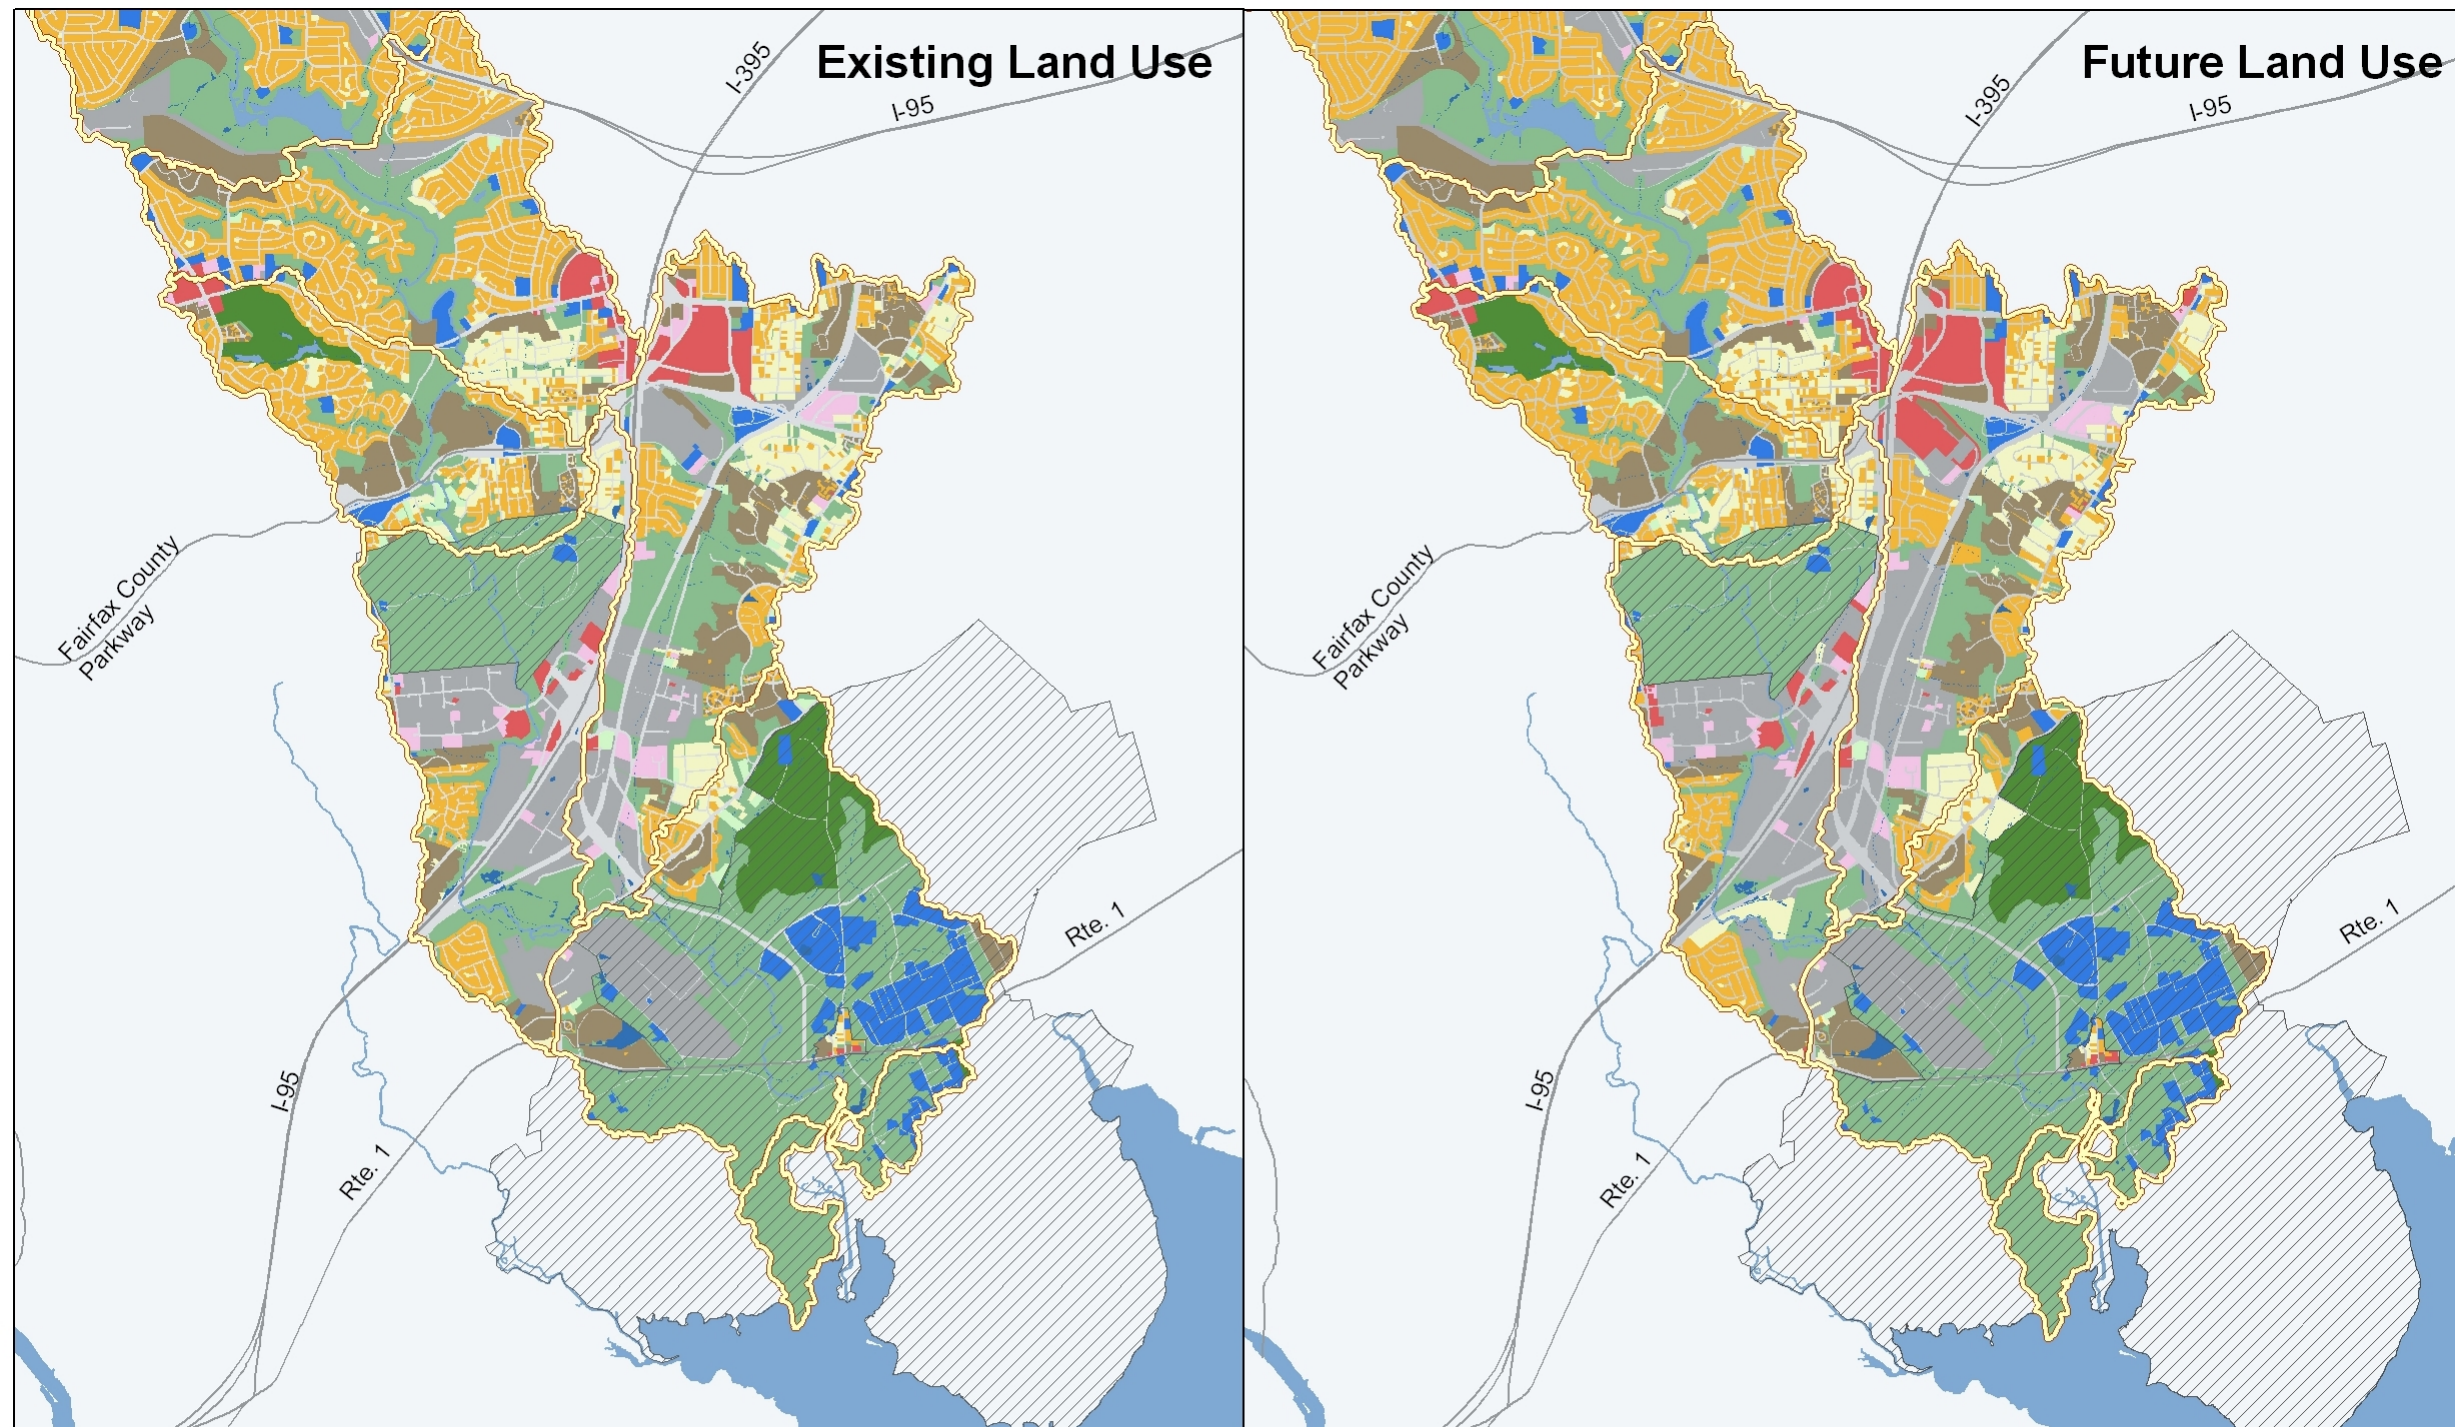 Existing Land Use
I-395
I-95
Fairfax County
Parkway
Rte. 1
I-95
Rte. 1
Future Land Use
I-395
I-95
Fairfax County
Parkway
Rte. 1
I-95
Rte. 1